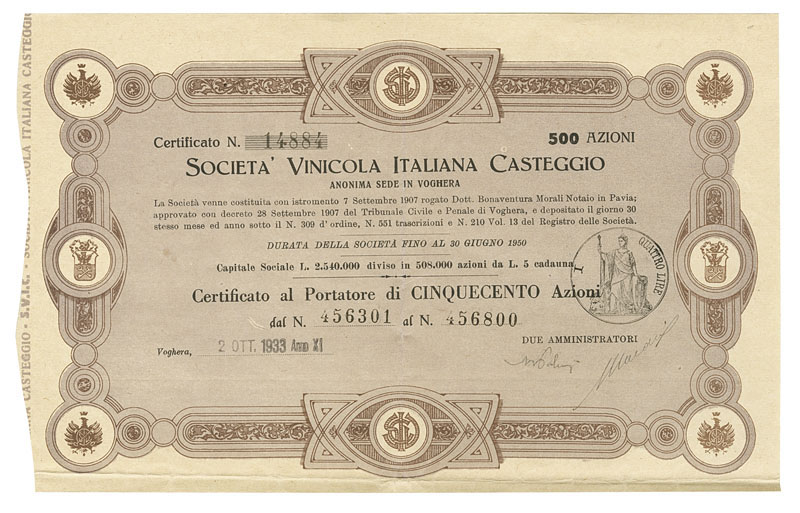 Certificato N. 14884
500 AZIONI
SOCIETA' VINICOLA ITALIANA CASTEGGIO
ANONIMA SEDE IN VOGHERA
La Società venne costituita con istromento 7 Settembre 1907 rogato Dott. Bonaventura Morali Notaio in Pavia;
approvato con decreto 28 Settembre 1907 del Tribunale Civile e Penale di Voghera, e depositato il giorno 30
stesso mese ed anno sotto il N. 309 d' ordine, N. 551 trascrizioni e N. 210 Vol. 13 del Registro delle Società.
DURATA DELLA SOCIETÀ FINO AL 30 GIUGNO 1950
Capitale Sociale L. 2.540.000 diviso in 508.000 azioni da L. 5 cadauna
QUATTRO LIRE
Certificato al Portatore di CINQUECENTO Azioni
dal N. 456301 al N. 456800
DUE AMMINISTRATORI
Voghera, 2 OTT. 1933 Anno XI
CASTEGGIO - S.V.I.C. - SOCIETÀ VINICOLA ITALIANA CASTEGGIO